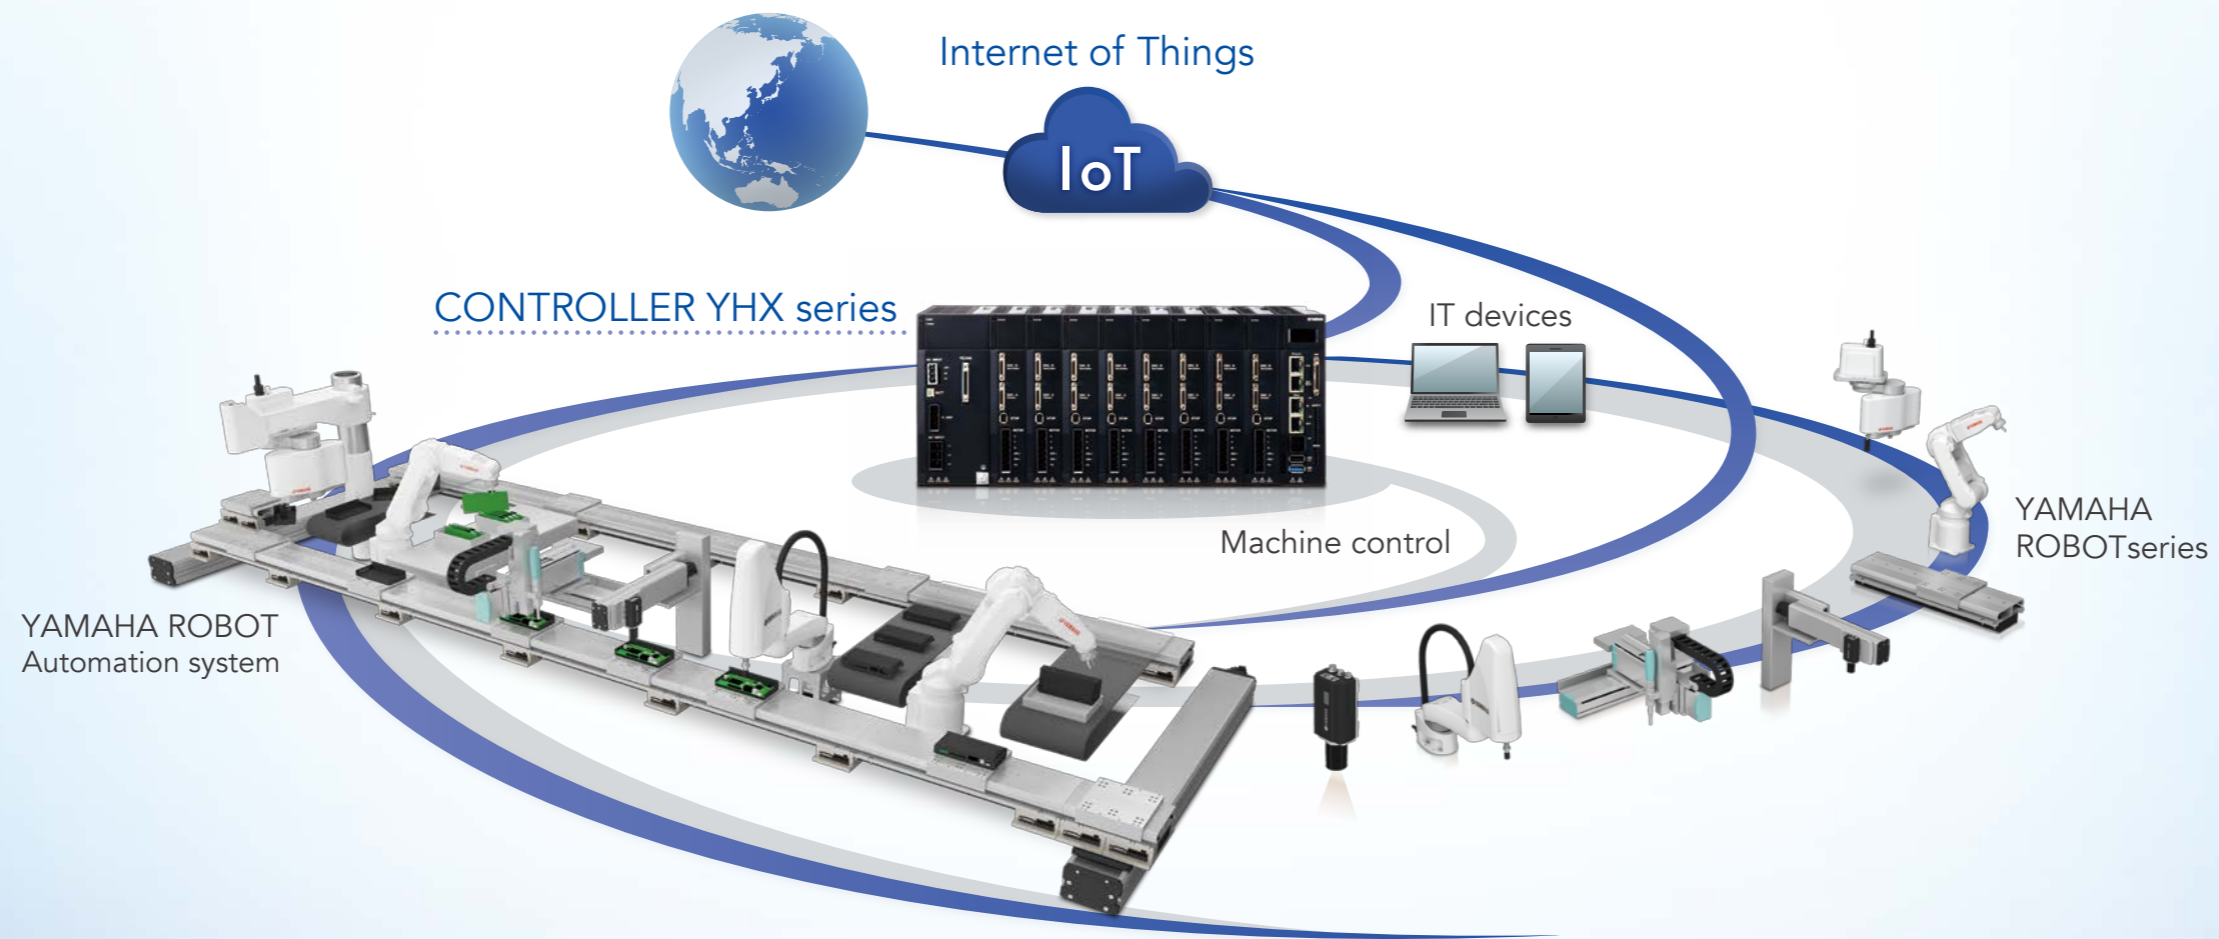 Internet of Things
IoT
CONTROLLER YHX series
IT devices
Machine control
YAMAHA
ROBOTseries
YAMAHA ROBOT
Automation system